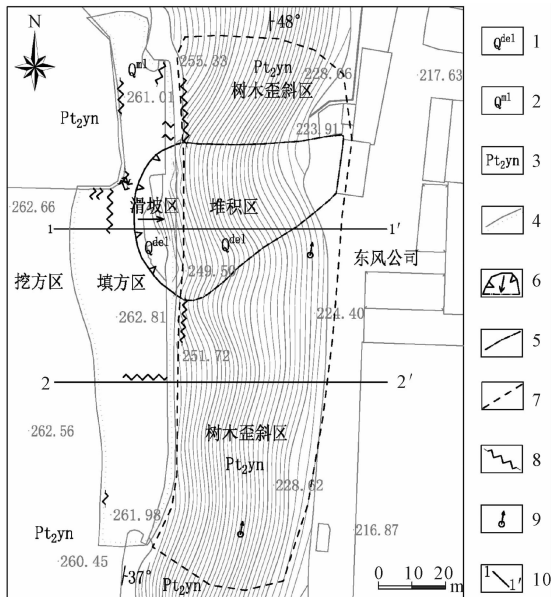 N
48°
Q^ml
255.33
Pt₂yn
228.66
217.63
树木歪斜区
261.01
Pt₂yn
223.91
262.66
滑坡区
堆积区
1
1′
Q^del
Q^del
东风公司
挖方区
填方区
249.50
262.81
224.40
251.72
2
2′
262.56
树木歪斜区
Pt₂yn
228.62
261.98
216.87
Pt₂yn
260.45
37°
Pt₂yn
0 10 20
m
Q^del 1
Q^ml 2
Pt₂yn 3
4
6
5
7
8
9
1 1′ 10